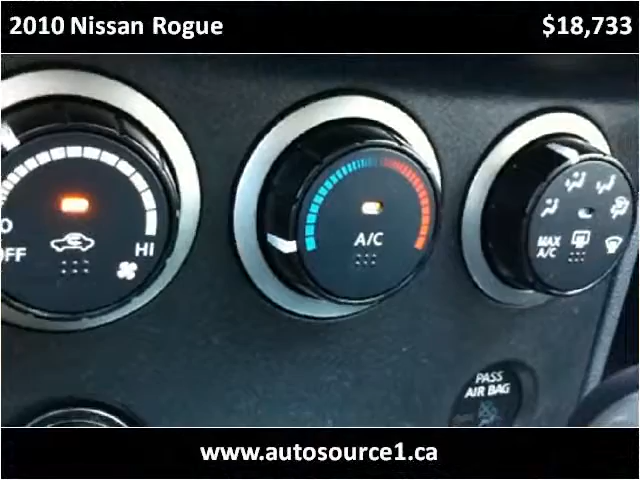 2010 Nissan Rogue $18,733
OFF HI
A/C
MAX
A/C
PASS
AIR BAG
www.autosource1.ca